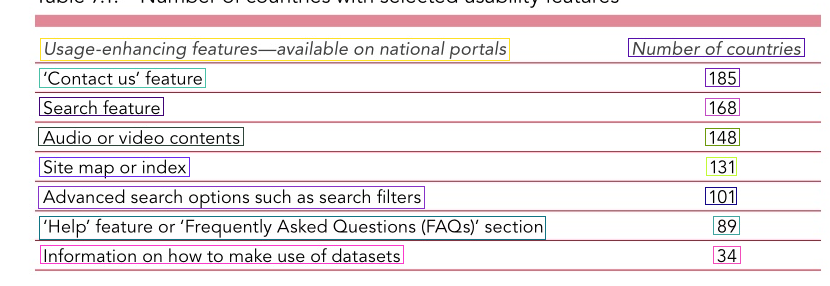 Table 7.1. Number of countries with selected usability features
Usage-enhancing features—available on national portals Number of countries
‘Contact us’ feature 185
Search feature 168
Audio or video contents 148
Site map or index 131
Advanced search options such as search filters 101
‘Help’ feature or ‘Frequently Asked Questions (FAQs)’ section 89
Information on how to make use of datasets 34